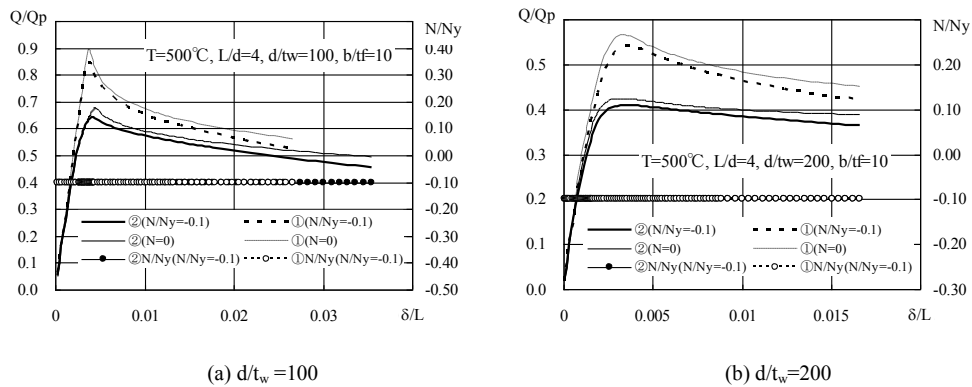 Q/Qp
N/Ny
0.9
0.8
0.7
0.6
0.5
0.4
0.3
0.2
0.1
0.0
0.40
0.30
0.20
0.10
0.00
-0.10
-0.20
-0.30
-0.40
-0.50
T=500℃, L/d=4, d/tw=100, b/tf=10
②(N/Ny=-0.1)
①(N/Ny=-0.1)
②(N=0)
①(N=0)
②N/Ny(N/Ny=-0.1)
①N/Ny(N/Ny=-0.1)
0
0.01
0.02
0.03
δ/L
(a) d/tw =100
Q/Qp
N/Ny
0.5
0.4
0.3
0.2
0.1
0.0
0.20
0.10
0.00
-0.10
-0.20
-0.30
T=500℃, L/d=4, d/tw=200, b/tf=10
②(N/Ny=-0.1)
①(N/Ny=-0.1)
②(N=0)
①(N=0)
②N/Ny(N/Ny=-0.1)
①N/Ny(N/Ny=-0.1)
0
0.005
0.01
0.015
δ/L
(b) d/tw=200